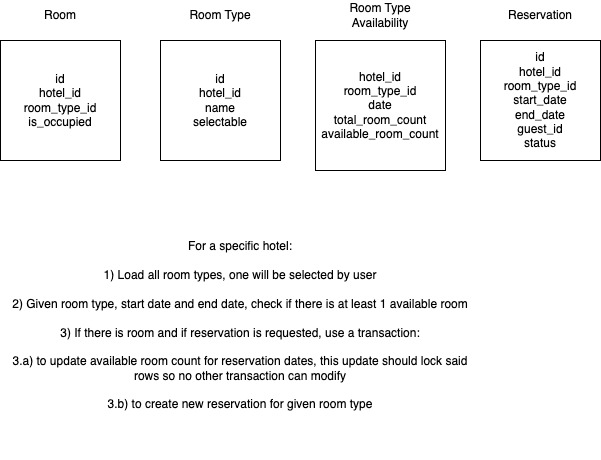 Room
id
hotel_id
room_type_id
is_occupied
Room Type
id
hotel_id
name
selectable
Room Type
Availability
hotel_id
room_type_id
date
total_room_count
available_room_count
Reservation
id
hotel_id
room_type_id
start_date
end_date
guest_id
status
For a specific hotel:
1) Load all room types, one will be selected by user
2) Given room type, start date and end date, check if there is at least 1 available room
3) If there is room and if reservation is requested, use a transaction:
3.a) to update available room count for reservation dates, this update should lock said
rows so no other transaction can modify
3.b) to create new reservation for given room type